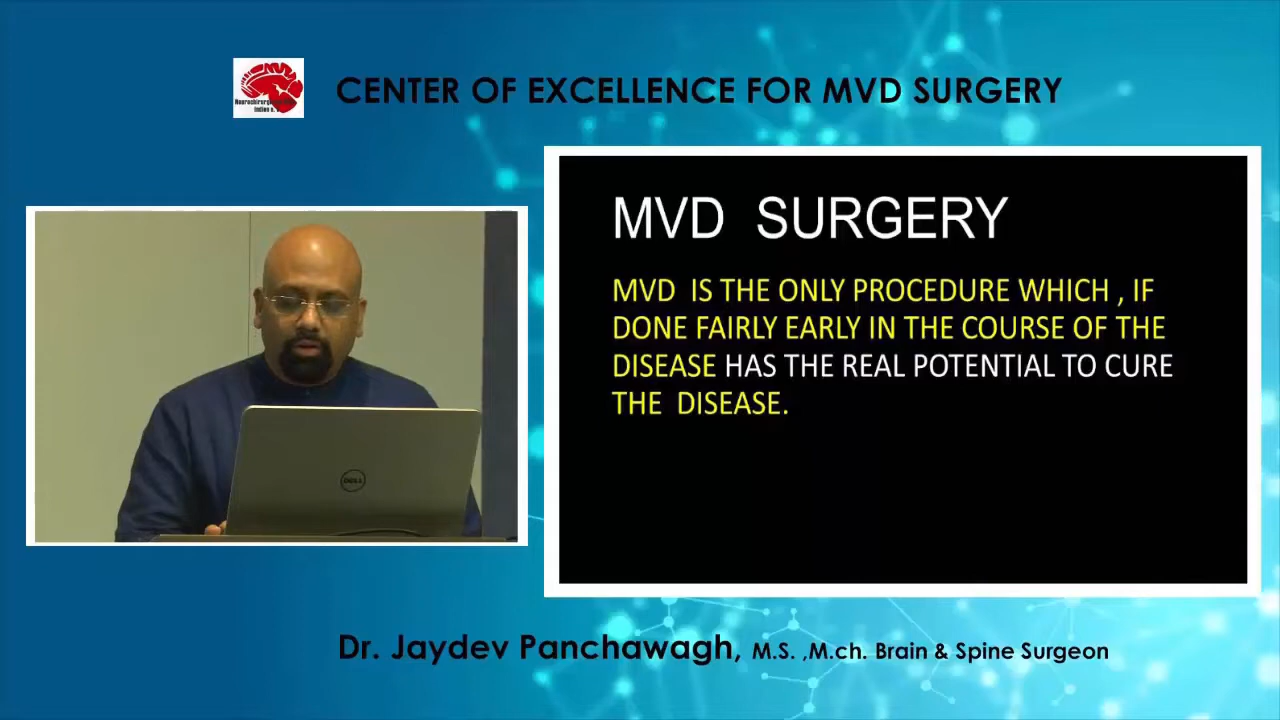 CENTER OF EXCELLENCE FOR MVD SURGERY
MVD SURGERY
MVD IS THE ONLY PROCEDURE WHICH , IF
DONE FAIRLY EARLY IN THE COURSE OF THE
DISEASE HAS THE REAL POTENTIAL TO CURE
THE DISEASE.
DELL
Dr. Jaydev Panchawagh, M.S. ,M.ch. Brain & Spine Surgeon